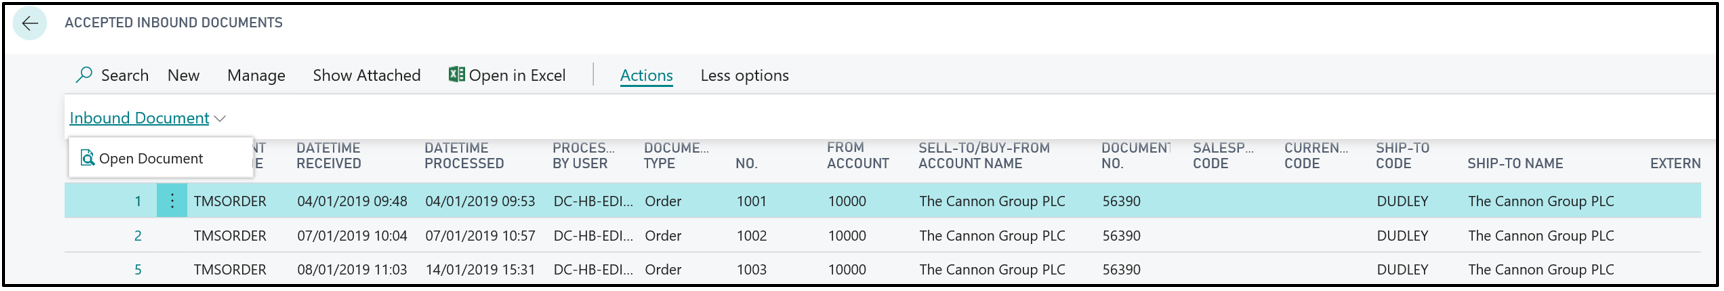 ACCEPTED INBOUND DOCUMENTS
Search New Manage Show Attached Open in Excel Actions Less options
Inbound Document
Open Document
DATETIME RECEIVED DATETIME PROCESSED PROCES... BY USER DOCUME... TYPE NO. FROM ACCOUNT SELL-TO/BUY-FROM ACCOUNT NAME DOCUMENT NO. SALESP... CODE CURREN... CODE SHIP-TO CODE SHIP-TO NAME EXTERN
1 TMSORDER 04/01/2019 09:48 04/01/2019 09:53 DC-HB-EDI... Order 1001 10000 The Cannon Group PLC 56390 DUDLEY The Cannon Group PLC
2 TMSORDER 07/01/2019 10:04 07/01/2019 10:57 DC-HB-EDI... Order 1002 10000 The Cannon Group PLC 56390 DUDLEY The Cannon Group PLC
5 TMSORDER 08/01/2019 11:03 14/01/2019 15:31 DC-HB-EDI... Order 1003 10000 The Cannon Group PLC 56390 DUDLEY The Cannon Group PLC